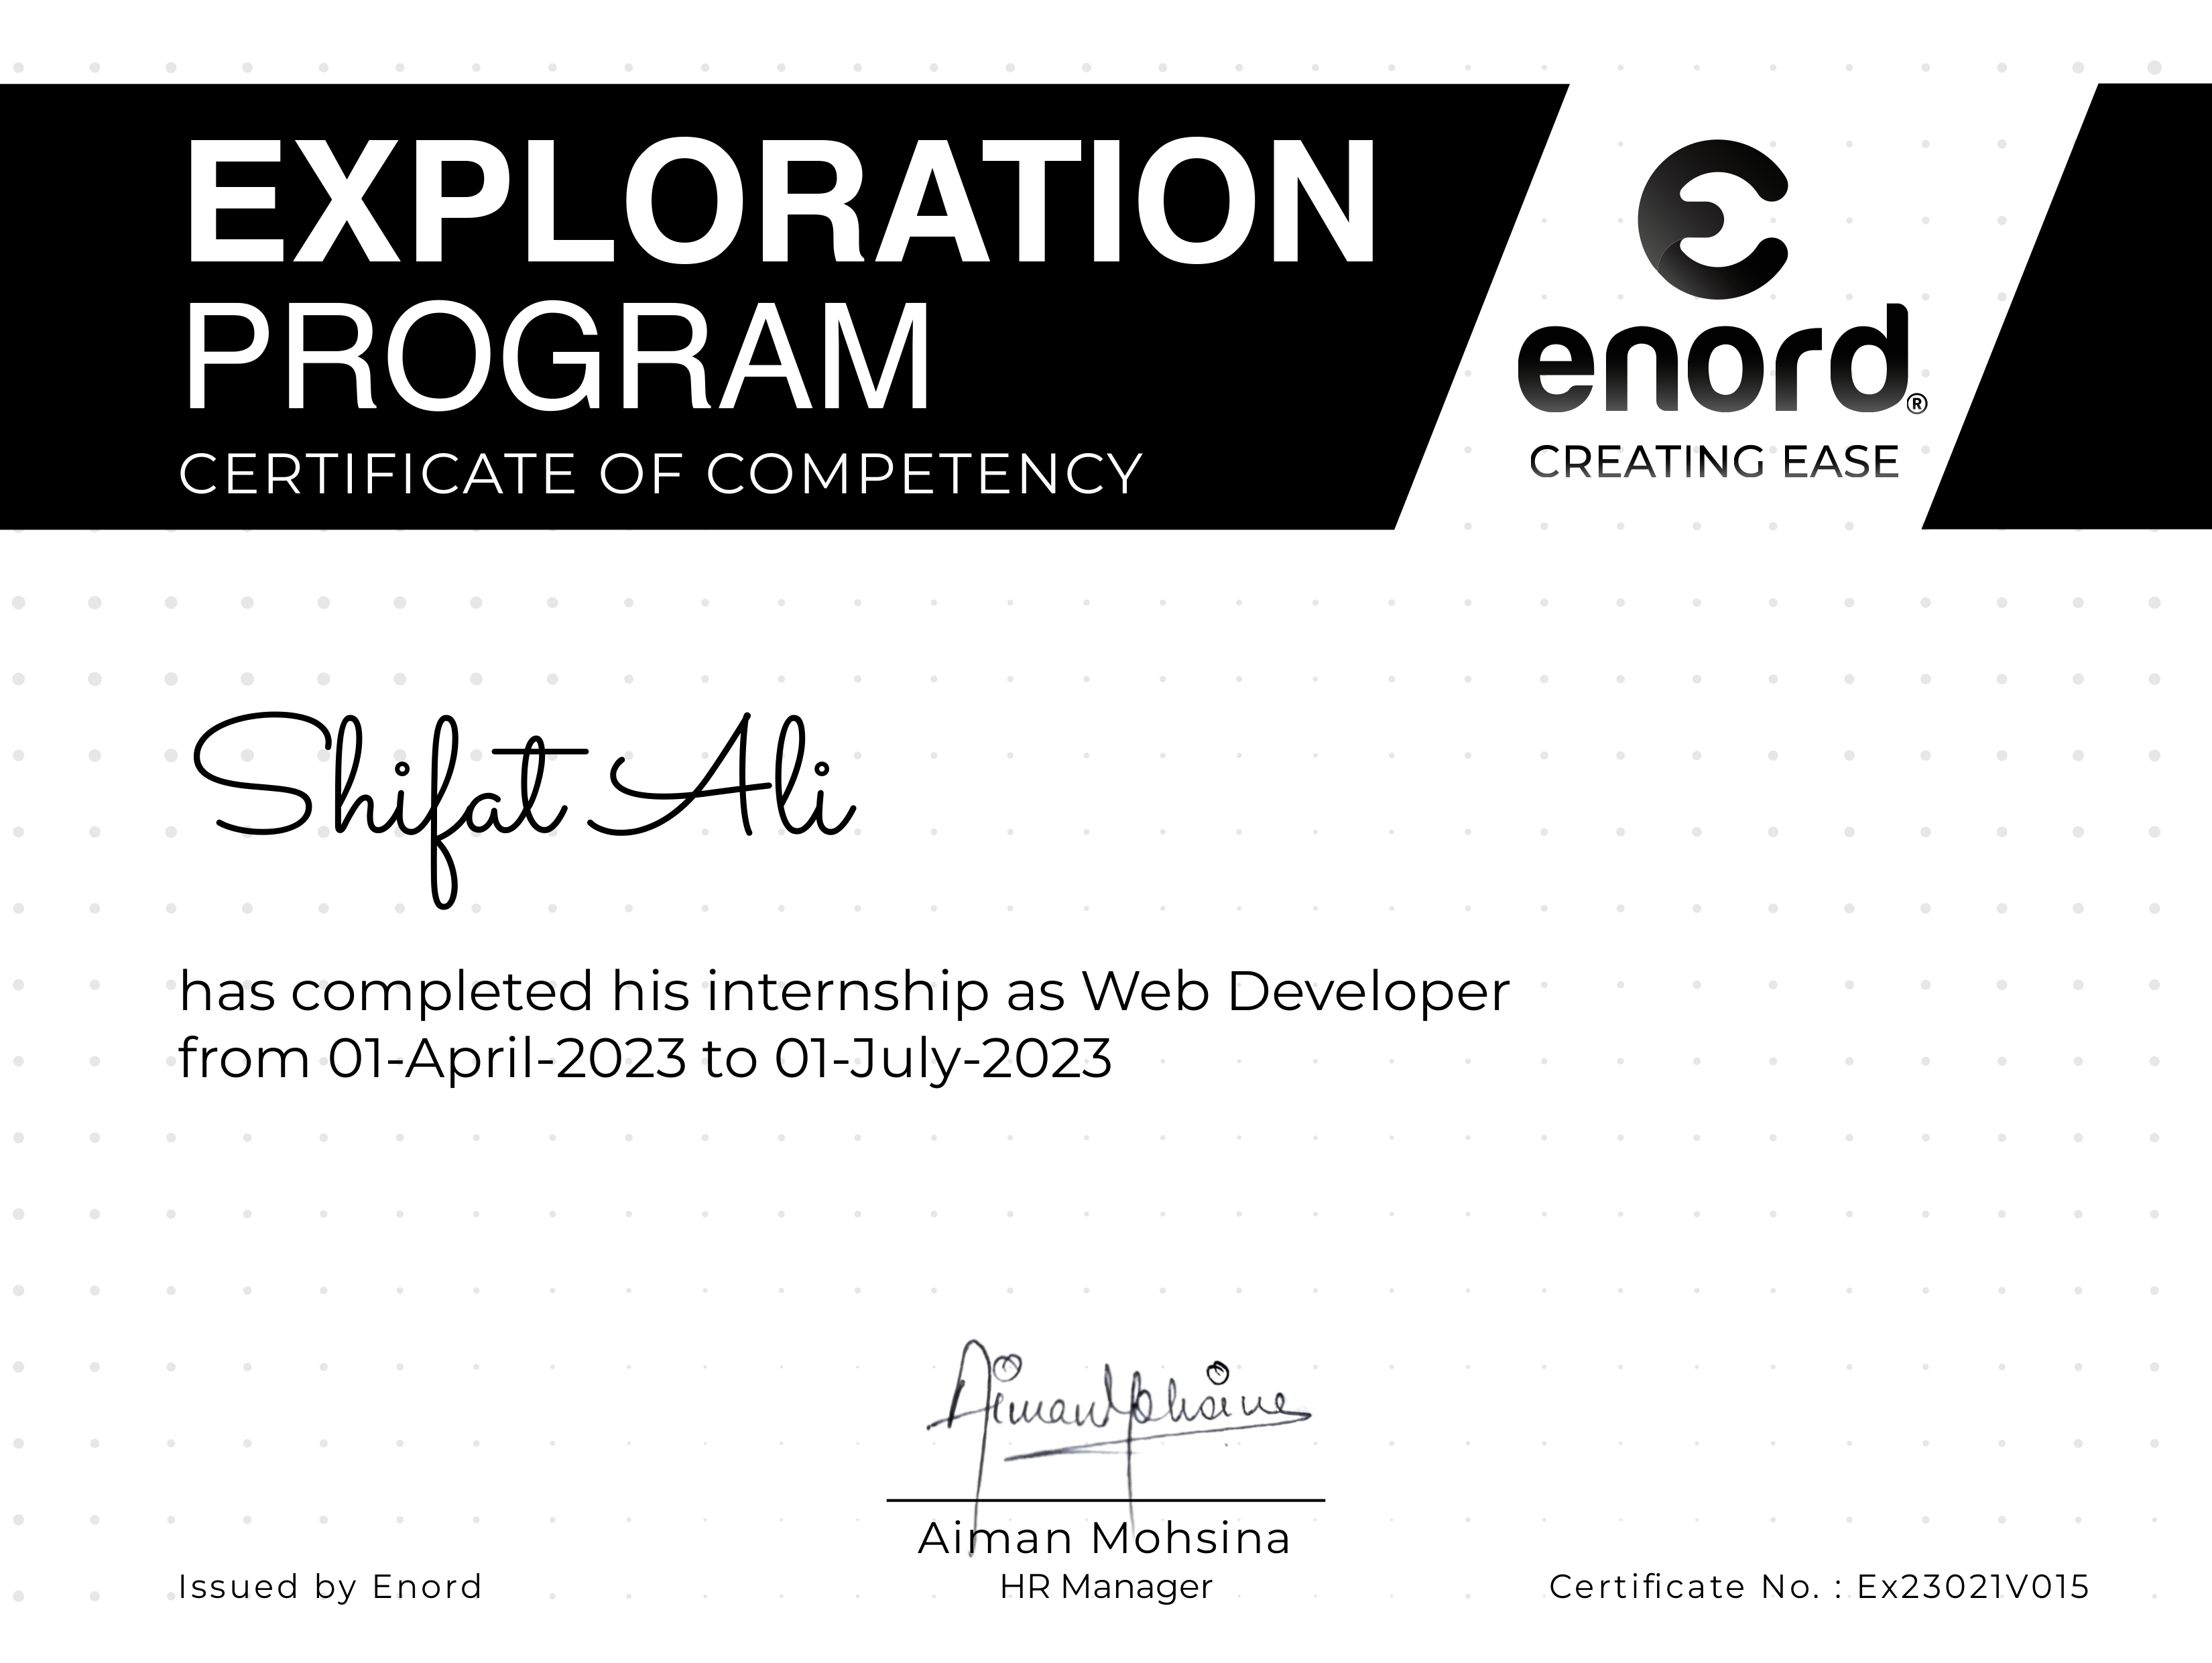 EXPLORATION
PROGRAM
CERTIFICATE OF COMPETENCY
enord®
CREATING EASE
Shifat Ali
has completed his internship as Web Developer
from 01-April-2023 to 01-July-2023
Aiman Mohsina
Aiman Mohsina
HR Manager
Issued by Enord
Certificate No. : Ex23021V015